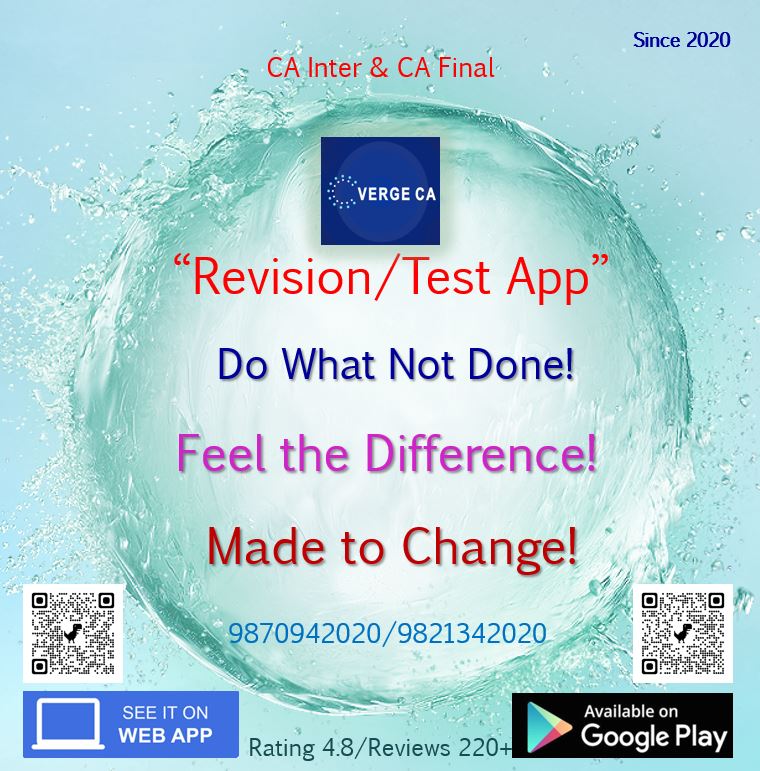 Since 2020
CA Inter & CA Final
VERGE CA
“Revision/Test App”
Do What Not Done!
Feel the Difference!
Made to Change!
9870942020/9821342020
SEE IT ON
WEB APP
Rating 4.8/Reviews 220+
Available on
Google Play